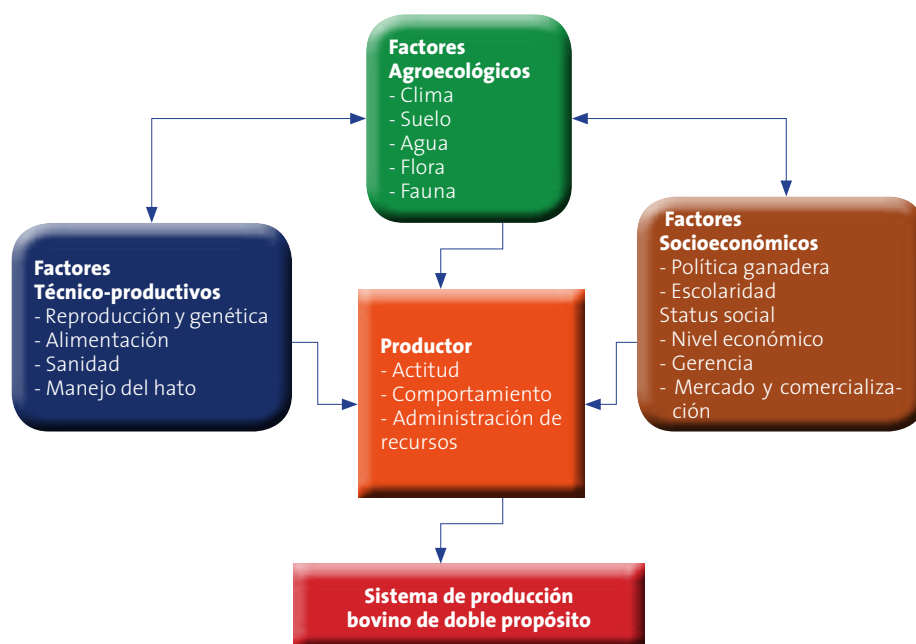 Factores
Agroecológicos
- Clima
- Suelo
- Agua
- Flora
- Fauna
Factores
Técnico-productivos
- Reproducción y genética
- Alimentación
- Sanidad
- Manejo del hato
Productor
- Actitud
- Comportamiento
- Administración de
recursos
Factores
Socioeconómicos
- Política ganadera
- Escolaridad
Status social
- Nivel económico
- Gerencia
- Mercado y comercializa-
ción
Sistema de producción
bovino de doble propósito